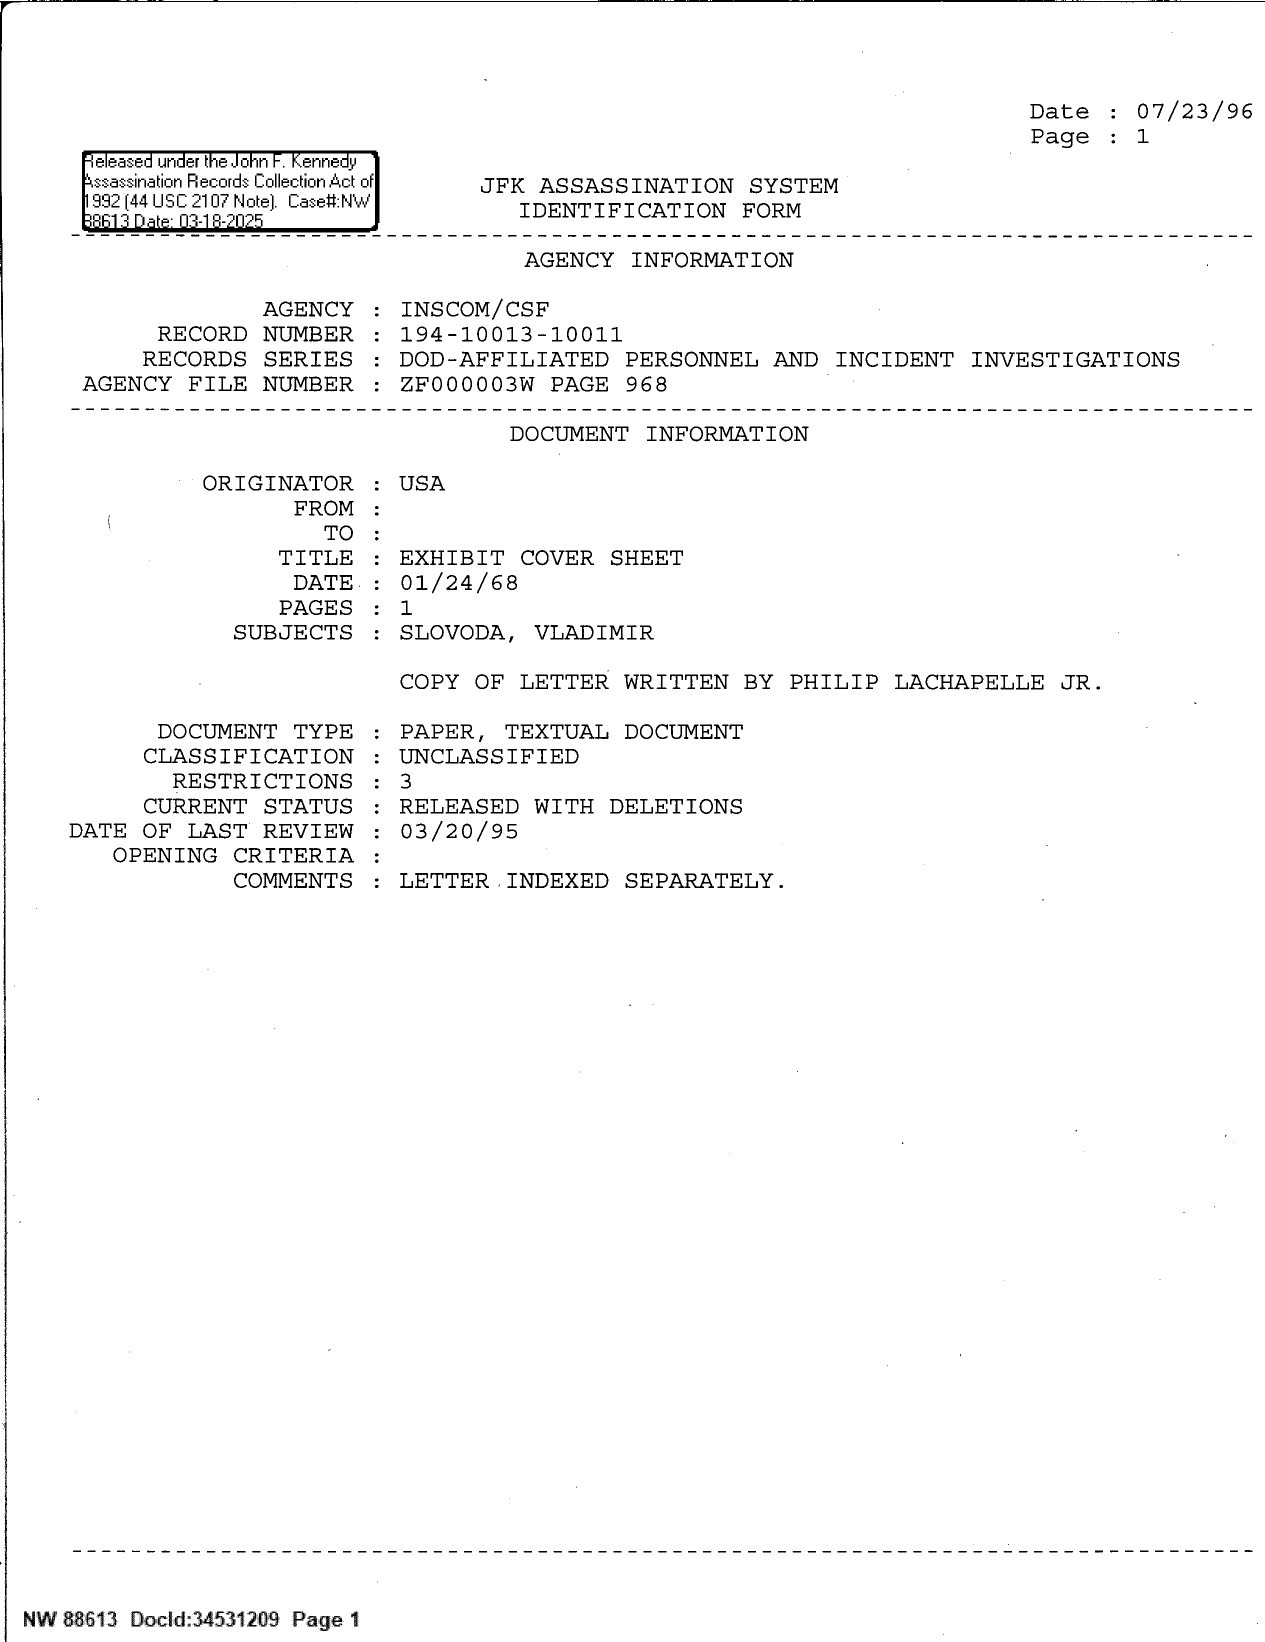 Date : 07/23/96
Page : 1
Released under the John F. Kennedy
Assassination Records Collection Act of
1992 (44 USC 2107 Note). Case#:NW
88613 Date: 03-18-2025
JFK ASSASSINATION SYSTEM
IDENTIFICATION FORM
AGENCY INFORMATION
AGENCY : INSCOM/CSF
RECORD NUMBER : 194-10013-10011
RECORDS SERIES : DOD-AFFILIATED PERSONNEL AND INCIDENT INVESTIGATIONS
AGENCY FILE NUMBER : ZF000003W PAGE 968
DOCUMENT INFORMATION
ORIGINATOR : USA
FROM :
TO :
TITLE : EXHIBIT COVER SHEET
DATE : 01/24/68
PAGES : 1
SUBJECTS : SLOVODA, VLADIMIR
COPY OF LETTER WRITTEN BY PHILIP LACHAPELLE JR.
DOCUMENT TYPE : PAPER, TEXTUAL DOCUMENT
CLASSIFICATION : UNCLASSIFIED
RESTRICTIONS : 3
CURRENT STATUS : RELEASED WITH DELETIONS
DATE OF LAST REVIEW : 03/20/95
OPENING CRITERIA :
COMMENTS : LETTER INDEXED SEPARATELY.
NW 88613 DocId:34531209 Page 1